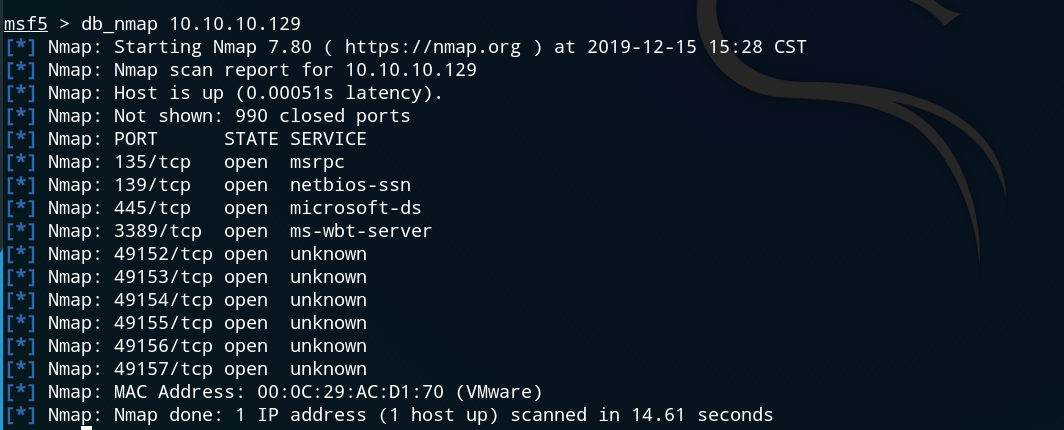 msf5 > db_nmap 10.10.10.129
[*] Nmap: Starting Nmap 7.80 ( https://nmap.org ) at 2019-12-15 15:28 CST
[*] Nmap: Nmap scan report for 10.10.10.129
[*] Nmap: Host is up (0.00051s latency).
[*] Nmap: Not shown: 990 closed ports
[*] Nmap: PORT      STATE SERVICE
[*] Nmap: 135/tcp   open  msrpc
[*] Nmap: 139/tcp   open  netbios-ssn
[*] Nmap: 445/tcp   open  microsoft-ds
[*] Nmap: 3389/tcp  open  ms-wbt-server
[*] Nmap: 49152/tcp open  unknown
[*] Nmap: 49153/tcp open  unknown
[*] Nmap: 49154/tcp open  unknown
[*] Nmap: 49155/tcp open  unknown
[*] Nmap: 49156/tcp open  unknown
[*] Nmap: 49157/tcp open  unknown
[*] Nmap: MAC Address: 00:0C:29:AC:D1:70 (VMware)
[*] Nmap: Nmap done: 1 IP address (1 host up) scanned in 14.61 seconds